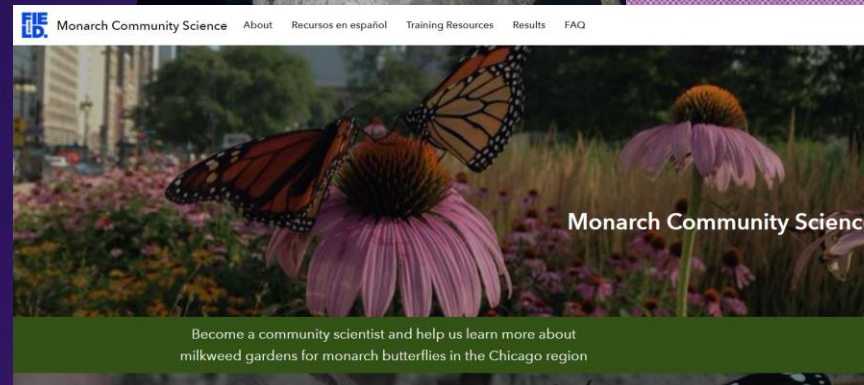 FIE
LD.
Monarch Community Science About Recursos en español Training Resources Results FAQ
Monarch Community Science
Become a community scientist and help us learn more about
milkweed gardens for monarch butterflies in the Chicago region